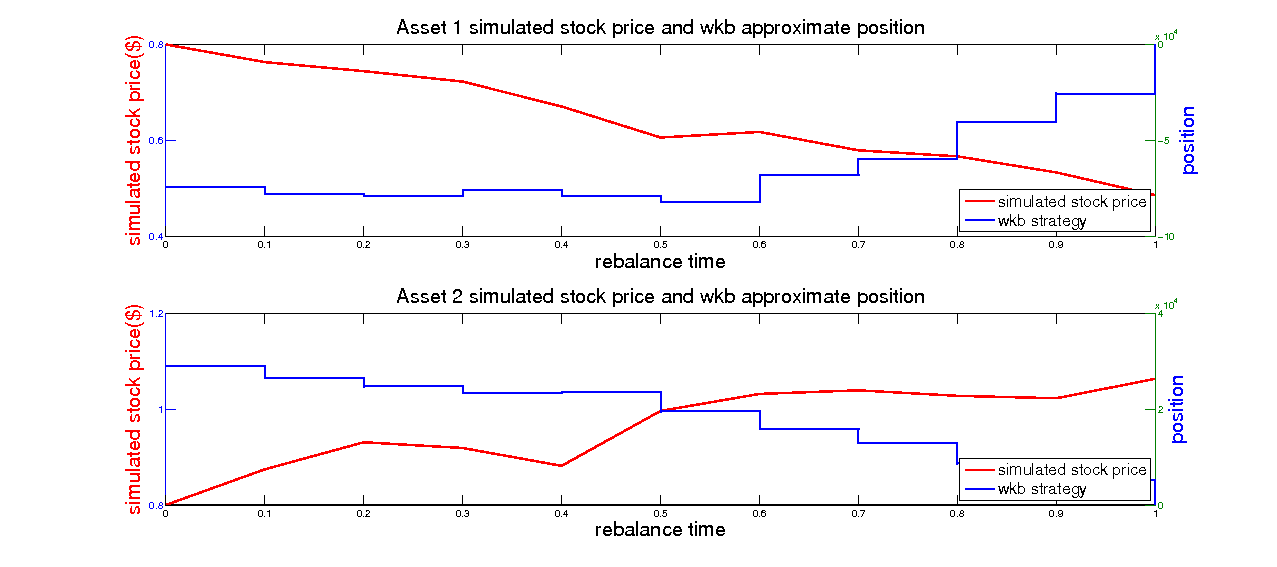 Asset 1 simulated stock price and wkb approximate position
x 10^4
simulated stock price($)
0.8
0.6
0.4
0
-5
-10
position
simulated stock price
wkb strategy
0 0.1 0.2 0.3 0.4 0.5 0.6 0.7 0.8 0.9 1
rebalance time
Asset 2 simulated stock price and wkb approximate position
x 10^4
simulated stock price($)
1.2
1
0.8
4
2
0
position
simulated stock price
wkb strategy
0 0.1 0.2 0.3 0.4 0.5 0.6 0.7 0.8 0.9 1
rebalance time